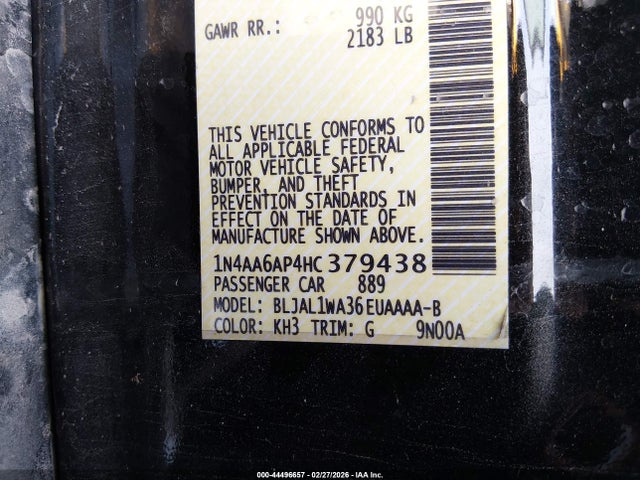 GAWR RR.: 990 KG
2183 LB
THIS VEHICLE CONFORMS TO
ALL APPLICABLE FEDERAL
MOTOR VEHICLE SAFETY,
BUMPER, AND THEFT
PREVENTION STANDARDS IN
EFFECT ON THE DATE OF
MANUFACTURE SHOWN ABOVE.
1N4AA6AP4HC379438
PASSENGER CAR 889
MODEL: BLJAL1WA36EUAAAA-B
COLOR: KH3 TRIM: G 9N00A
000-44496657 - 02/27/2026 - IAA Inc.